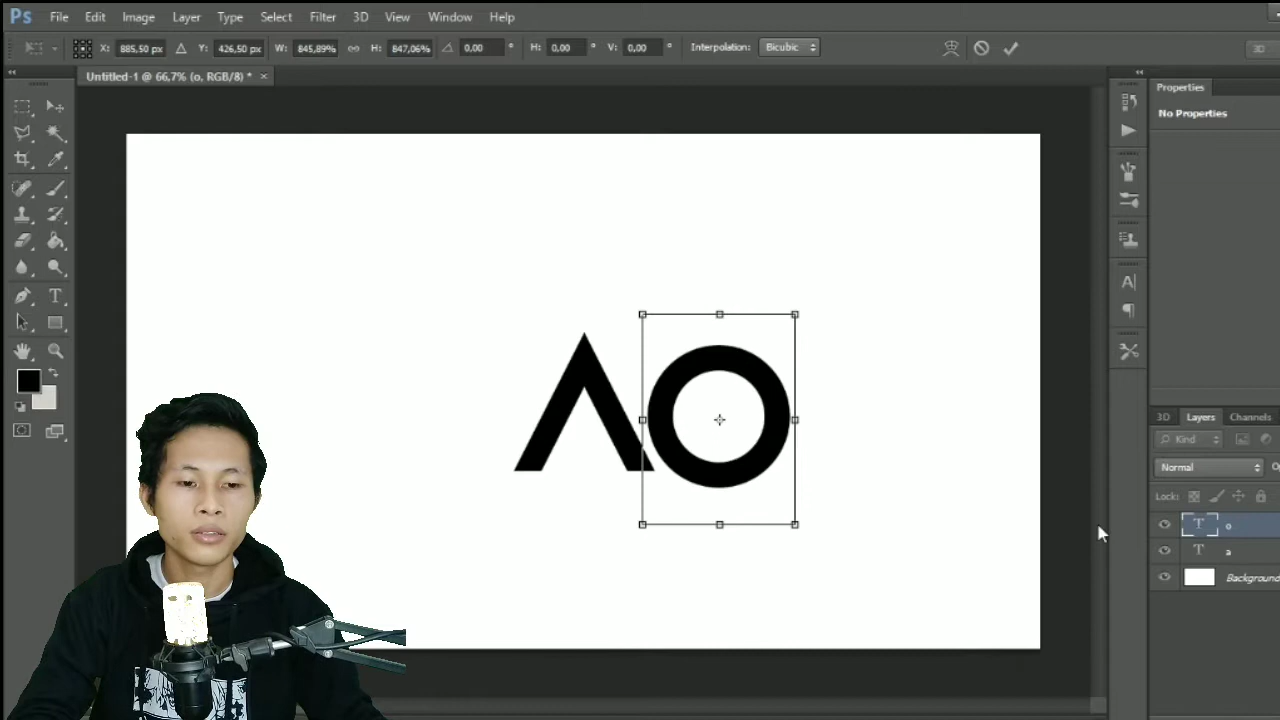 Ps File Edit Image Layer Type Select Filter 3D View Window Help
X: 885,50 px Y: 426,50 px W: 845,89% H: 847,06% 0,00 ° H: 0,00 ° V: 0,00 ° Interpolation: Bicubic 3D
Untitled-1 @ 66,7% (o, RGB/8) * ×
Properties
No Properties
AO
3D Layers Channels
Kind
Normal
Lock:
T o
T a
Background